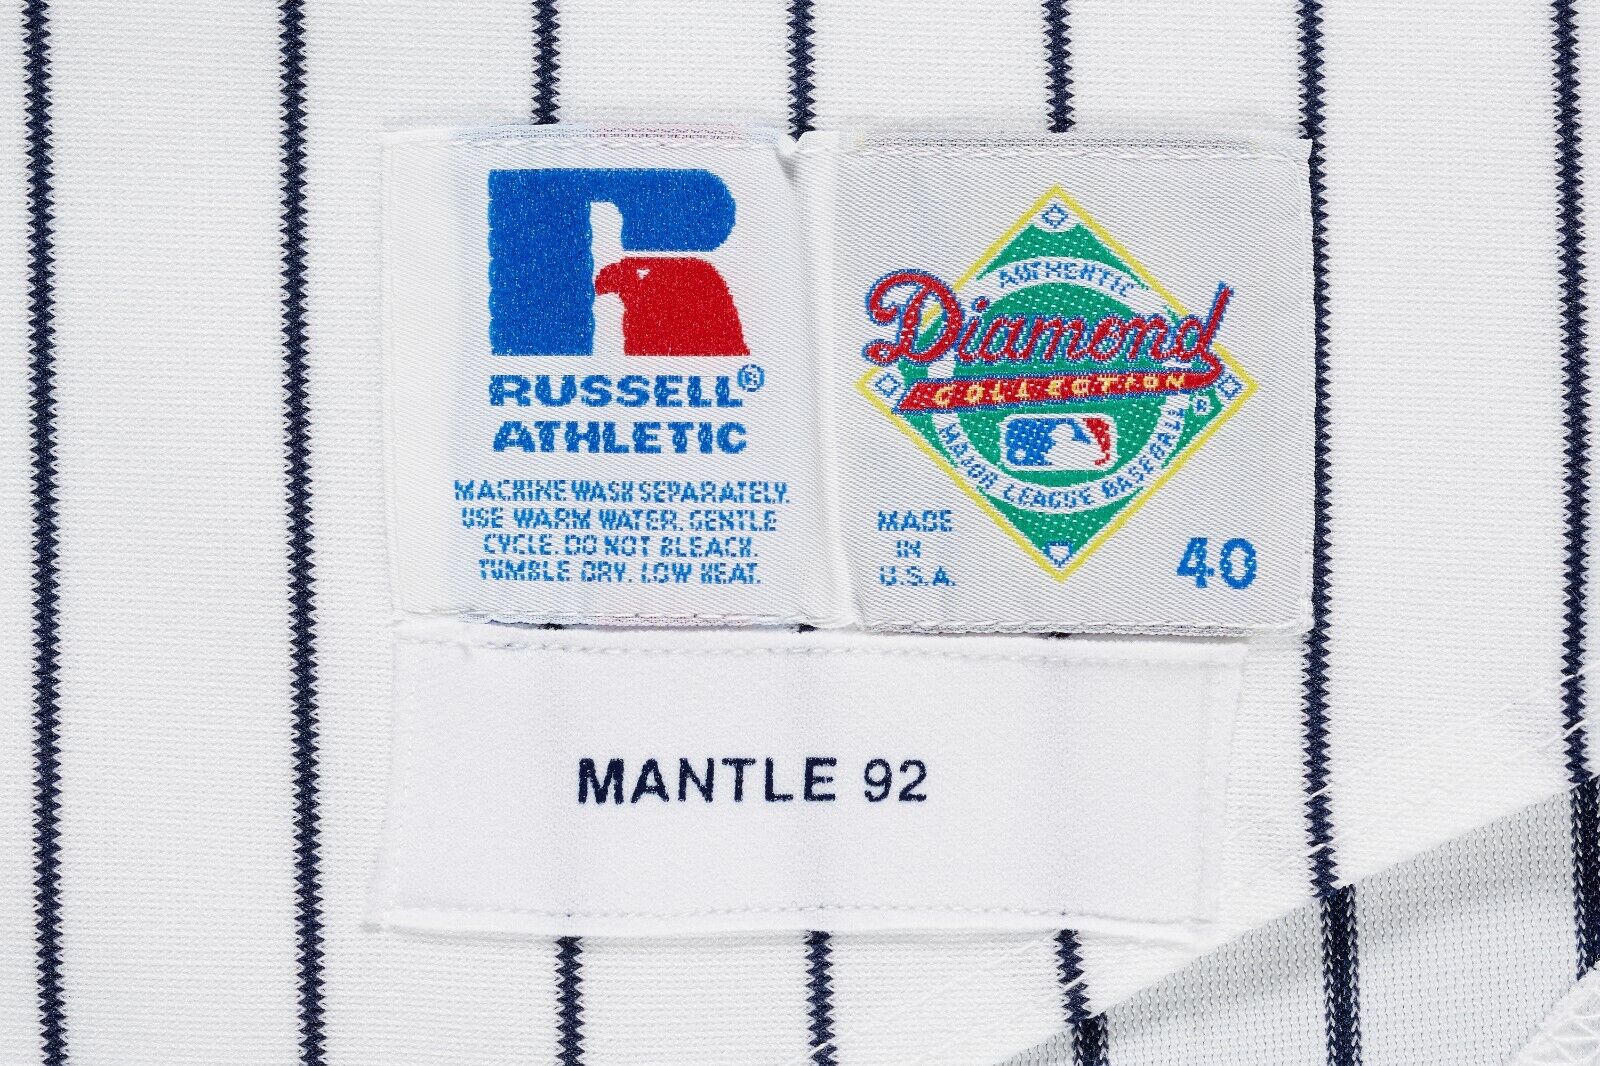 RUSSELL®
ATHLETIC
MACHINE WASH SEPARATELY.
USE WARM WATER. GENTLE
CYCLE. DO NOT BLEACH.
TUMBLE DRY. LOW HEAT.
AUTHENTIC
Diamond
COLLECTION
MAJOR LEAGUE BASEBALL®
MADE
IN
U.S.A.
40
MANTLE 92